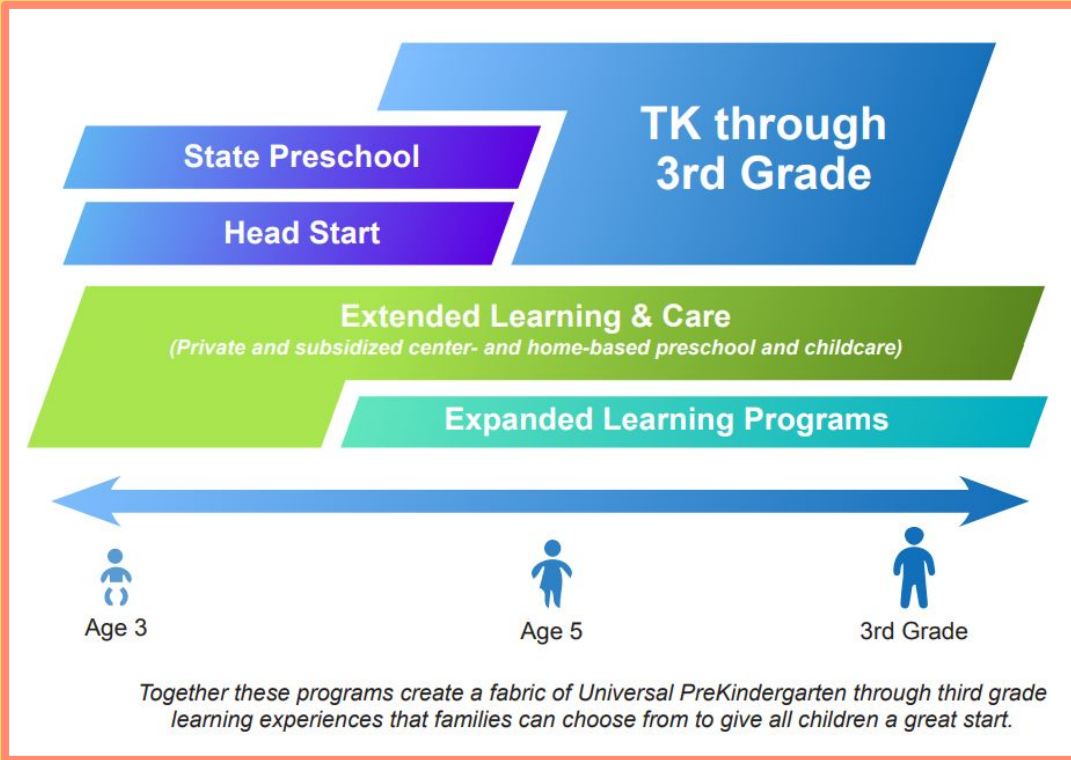 TK through
3rd Grade
State Preschool
Head Start
Extended Learning & Care
(Private and subsidized center- and home-based preschool and childcare)
Expanded Learning Programs
Age 3
Age 5
3rd Grade
Together these programs create a fabric of Universal PreKindergarten through third grade
learning experiences that families can choose from to give all children a great start.